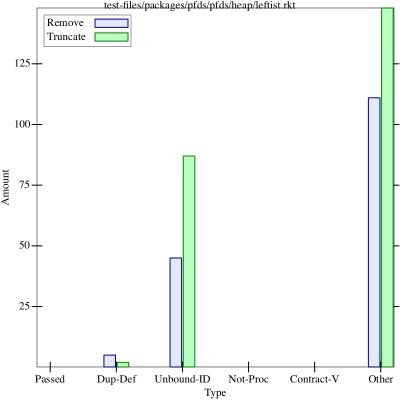 test-files/packages/pfds/pfds/heap/leftist.rkt
Remove
Truncate
125
100
75
50
25
Amount
Passed Dup-Def Unbound-ID Not-Proc Contract-V Other
Type